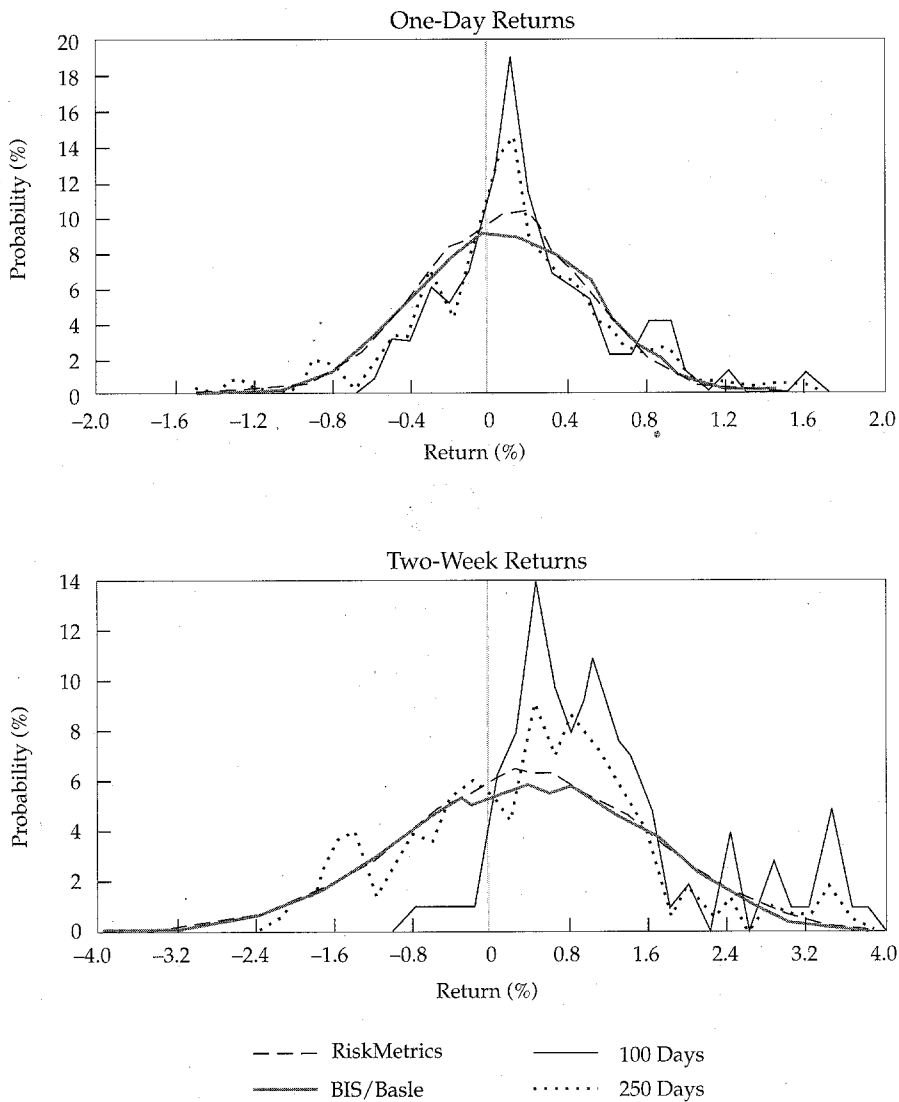 One-Day Returns
20
18
16
14
12
10
8
6
4
2
0
Probability (%)
−2.0 −1.6 −1.2 −0.8 −0.4 0 0.4 0.8 1.2 1.6 2.0
Return (%)
Two-Week Returns
14
12
10
8
6
4
2
0
Probability (%)
−4.0 −3.2 −2.4 −1.6 −0.8 0 0.8 1.6 2.4 3.2 4.0
Return (%)
RiskMetrics 100 Days
BIS/Basle 250 Days